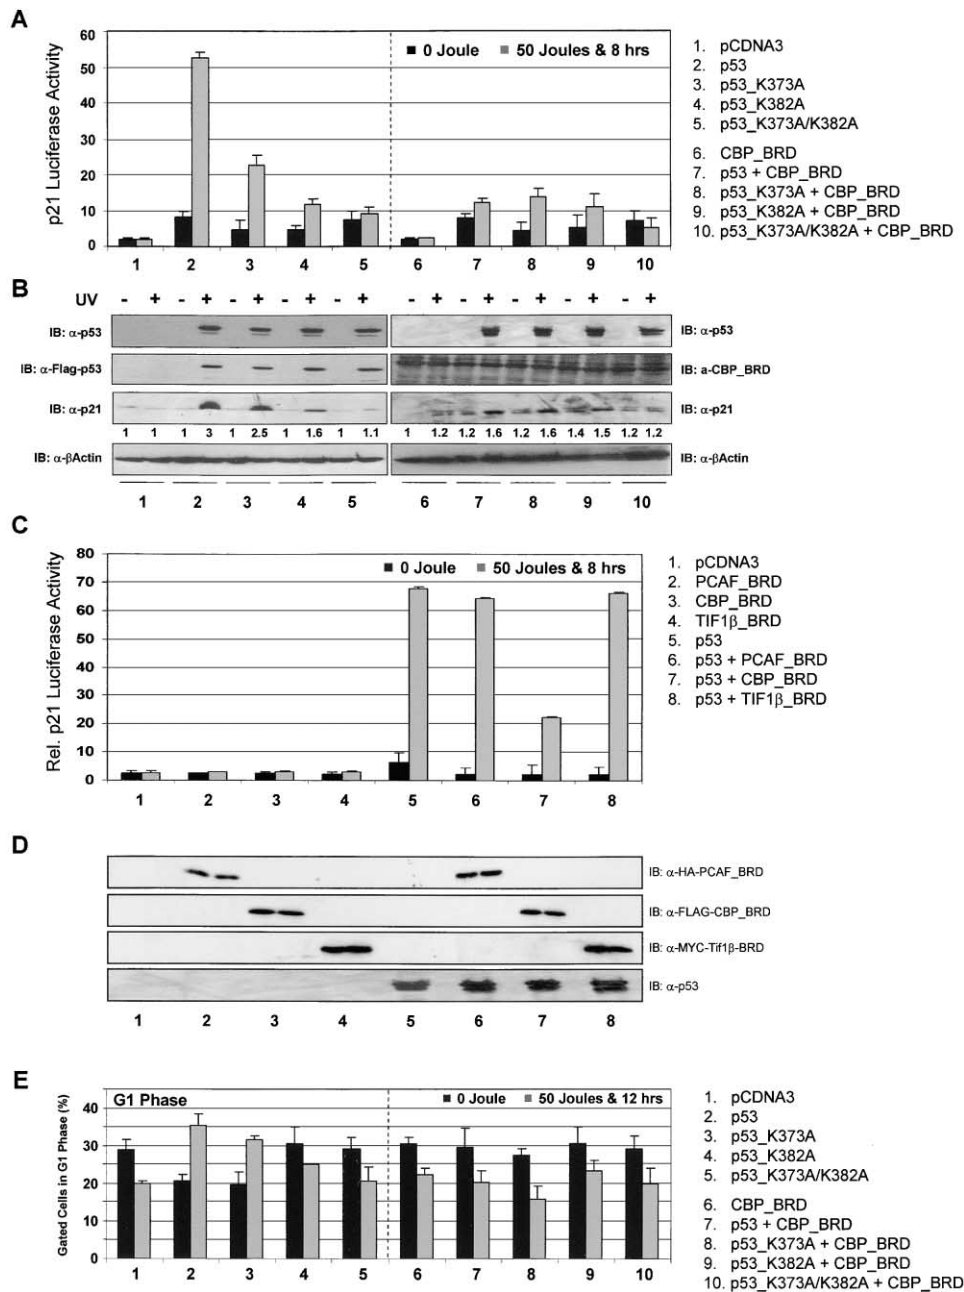 A
p21 Luciferase Activity
60
50
40
30
20
10
0
0 Joule
50 Joules & 8 hrs
1 2 3 4 5 6 7 8 9 10
1. pCDNA3
2. p53
3. p53_K373A
4. p53_K382A
5. p53_K373A/K382A
6. CBP_BRD
7. p53 + CBP_BRD
8. p53_K373A + CBP_BRD
9. p53_K382A + CBP_BRD
10. p53_K373A/K382A + CBP_BRD
B
UV - + - + - + - + - + - + - + - + - + - +
IB: α-p53
IB: α-p53
IB: α-Flag-p53
IB: a-CBP_BRD
IB: α-p21
IB: α-p21
1 1 1 3 1 2.5 1 1.6 1 1.1 1 1.2 1.2 1.6 1.2 1.6 1.4 1.5 1.2 1.2
IB: α-βActin
IB: α-βActin
1 2 3 4 5 6 7 8 9 10
C
Rel. p21 Luciferase Activity
80
70
60
50
40
30
20
10
0
0 Joule
50 Joules & 8 hrs
1 2 3 4 5 6 7 8
1. pCDNA3
2. PCAF_BRD
3. CBP_BRD
4. TIF1β_BRD
5. p53
6. p53 + PCAF_BRD
7. p53 + CBP_BRD
8. p53 + TIF1β_BRD
D
IB: α-HA-PCAF_BRD
IB: α-FLAG-CBP_BRD
IB: α-MYC-Tif1β-BRD
IB: α-p53
1 2 3 4 5 6 7 8
E
Gated Cells in G1 Phase (%)
40
30
20
30
0
G1 Phase
0 Joule
50 Joules & 12 hrs
1 2 3 4 5 6 7 8 9 10
1. pCDNA3
2. p53
3. p53_K373A
4. p53_K382A
5. p53_K373A/K382A
6. CBP_BRD
7. p53 + CBP_BRD
8. p53_K373A + CBP_BRD
9. p53_K382A + CBP_BRD
10. p53_K373A/K382A + CBP_BRD